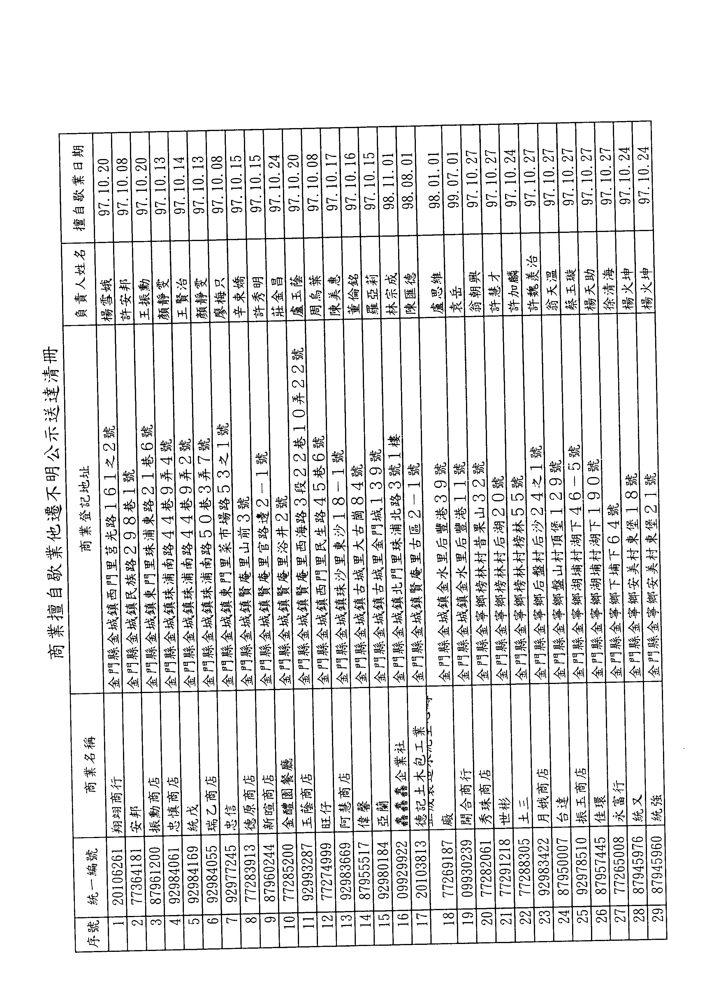 商業擅自歇業他遷不明公示送達清冊
序號 統一編號 商業名稱 商業登記地址 負責人姓名 擅自歇業日期
1 20106261 翔翊商行 金門縣金城鎮西門里莒光路161之2號 楊雪娥 97.10.20
2 77364181 安邦 金門縣金城鎮民族路298巷1號 許安邦 97.10.08
3 87961200 振勳商店 金門縣金城鎮東門里珠浦東路21巷6號 王振勳 97.10.20
4 92984061 忠慎商店 金門縣金城鎮珠浦南路44巷9弄4號 顏靜雯 97.10.13
5 92984169 統戊 金門縣金城鎮珠浦南路44巷9弄2號 王賢治 97.10.14
6 92984055 瑞乙商店 金門縣金城鎮珠浦南路50巷3弄7號 顏靜雯 97.10.13
7 92977245 忠信 金門縣金城鎮東門里菜市場路53之1號 廖梅只 97.10.08
8 77283913 德原商店 金門縣金城鎮賢庵里山前3號 辛束嬌 97.10.15
9 87960244 新暄商店 金門縣金城鎮賢庵里官路邊2-1號 許秀明 97.10.15
10 77285200 金醴園餐廳 金門縣金城鎮賢庵里浴井2號 莊金昌 97.10.24
11 92993287 玉蔭商店 金門縣金城鎮賢庵里西海路3段22巷10弄22號 盧玉蔭 97.10.20
12 77274999 旺仔 金門縣金城鎮西門里民生路45巷6號 周烏葉 97.10.08
13 92983669 阿慧商店 金門縣金城鎮珠沙里東沙18-1號 陳美惠 97.10.17
14 87955517 偉馨 金門縣金城鎮古城里大古崗84號 董倫銘 97.10.16
15 92980184 亞蘭 金門縣金城鎮古城里金門城139號 羅亞莉 97.10.15
16 09929922 企業社 金門縣金城鎮北門里珠浦北路3號1樓 林宗成 98.11.01
17 20103813 德記土木包工業 金門縣金城鎮賢庵里古區2-1號 陳匯德 98.08.01
18 77269187 廠 金門縣金城鎮金水里后豐港39號 盧思維 98.01.01
19 09930239 開合商行 金門縣金城鎮金水里后豐港11號 袁岳 99.07.01
20 77282061 秀珠商店 金門縣金寧鄉榜林村昔果山32號 翁朝興 97.10.27
21 77291218 世彬 金門縣金寧鄉榜林村后湖20號 許慧才 97.10.27
22 77288305 土三 金門縣金寧鄉榜林村榜林55號 許加麟 97.10.24
23 92983422 月娥商店 金門縣金寧鄉后盤村后沙24之1號 許魏羨治 97.10.27
24 87950007 台達 金門縣金寧鄉盤山村頂堡129號 翁天溫 97.10.27
25 92978510 振玉商店 金門縣金寧鄉湖埔村湖下46-5號 蔡玉璇 97.10.27
26 87957445 佳環 金門縣金寧鄉湖埔村湖下190號 楊天助 97.10.27
27 77265008 永富行 金門縣金寧鄉下埔下64號 徐清海 97.10.27
28 87945976 統又 金門縣金寧鄉安美村東堡18號 楊火坤 97.10.24
29 87945960 統強 金門縣金寧鄉安美村東堡21號 楊火坤 97.10.24